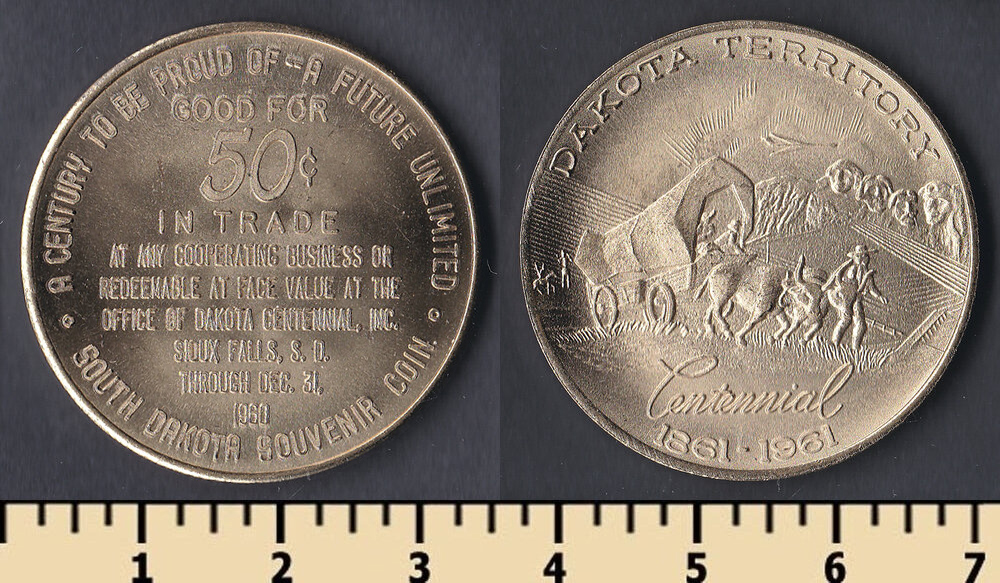 A CENTURY TO BE PROUD OF - A FUTURE UNLIMITED
GOOD FOR
50¢
IN TRADE
AT ANY COOPERATING BUSINESS OR
REDEEMABLE AT FACE VALUE AT THE
OFFICE OF DAKOTA CENTENNIAL, INC.
SIOUX FALLS, S. D.
THROUGH DEC. 31,
1960
• SOUTH DAKOTA SOUVENIR COIN •
DAKOTA TERRITORY
Centennial
1861 · 1961
1 2 3 4 5 6 7